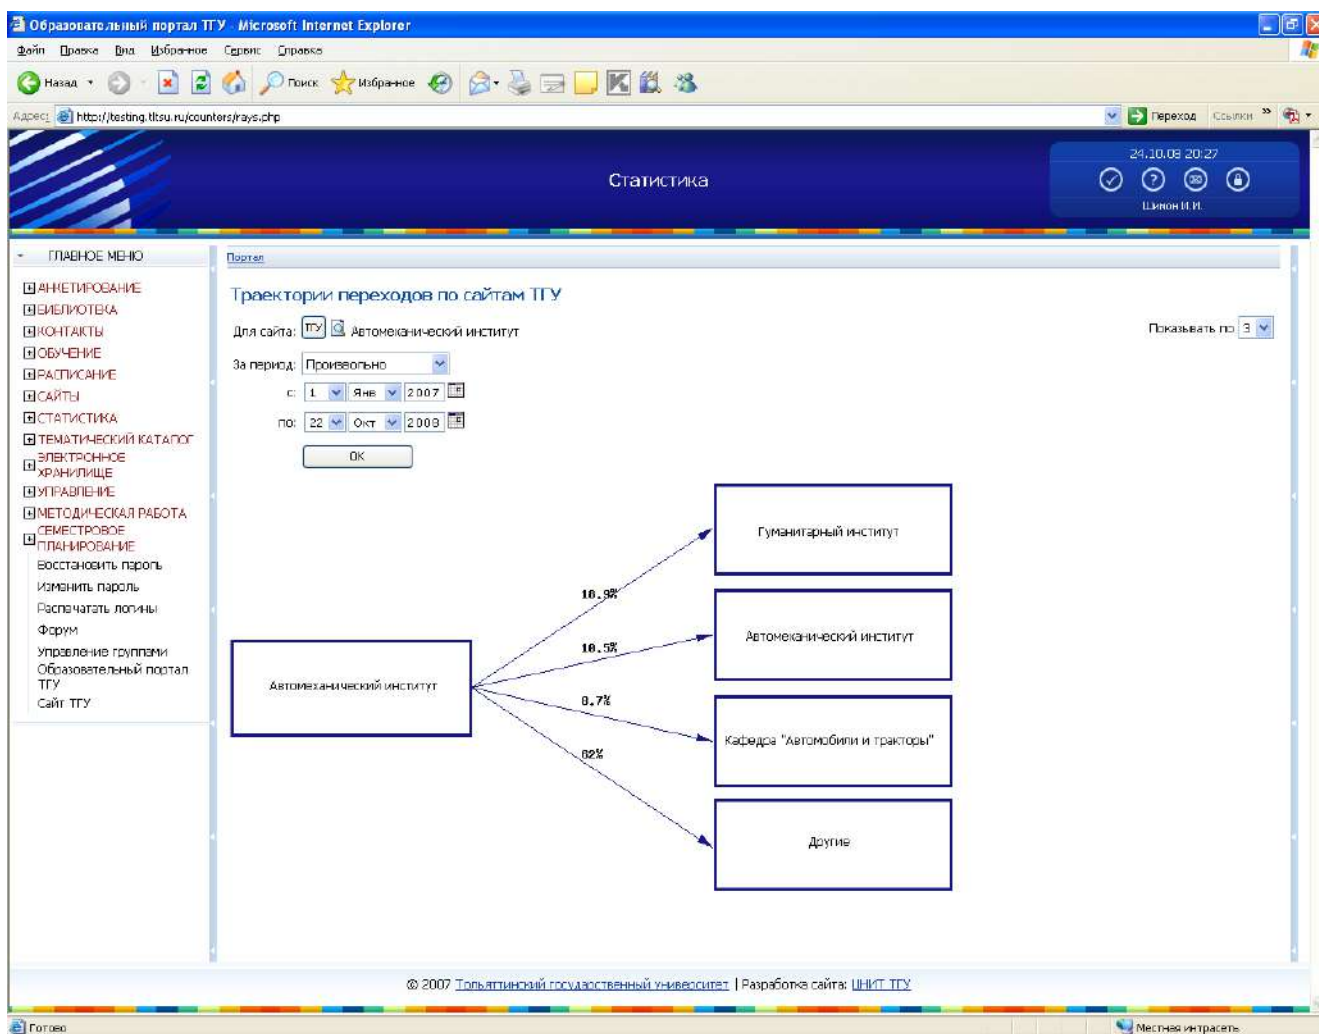 Образовательный портал ТГУ - Microsoft Internet Explorer
Файл Правка Вид Избранное Сервис Справка
Назад Поиск Избранное
Адрес: http://testing.tltsu.ru/counters/rays.php Переход Ссылки »
24.10.08 20:27
Статистика
Шимон И.И.
ГЛАВНОЕ МЕНЮ
АНКЕТИРОВАНИЕ
БИБЛИОТЕКА
КОНТАКТЫ
ОБУЧЕНИЕ
РАСПИСАНИЕ
САЙТЫ
СТАТИСТИКА
ТЕМАТИЧЕСКИЙ КАТАЛОГ
ЭЛЕКТРОННОЕ
ХРАНИЛИЩЕ
УПРАВЛЕНИЕ
МЕТОДИЧЕСКАЯ РАБОТА
СЕМЕСТРОВОЕ
ПЛАНИРОВАНИЕ
Восстановить пароль
Изменить пароль
Распечатать логины
Форум
Управление группами
Образовательный портал
ТГУ
Сайт ТГУ
Портал
Траектории переходов по сайтам ТГУ
Для сайта: ТГУ Автомеханический институт
Показывать по 3
За период: Произвольно
с: 1 Янв 2007
по: 22 Окт 2008
OK
Гуманитарный институт
18.9%
Автомеханический институт
10.5%
Автомеханический институт
8.7%
Кафедра "Автомобили и тракторы"
62%
Другие
© 2007 Тольяттинский государственный университет | Разработка сайта: ЦНИТ ТГУ
Готово
Местная интрасеть